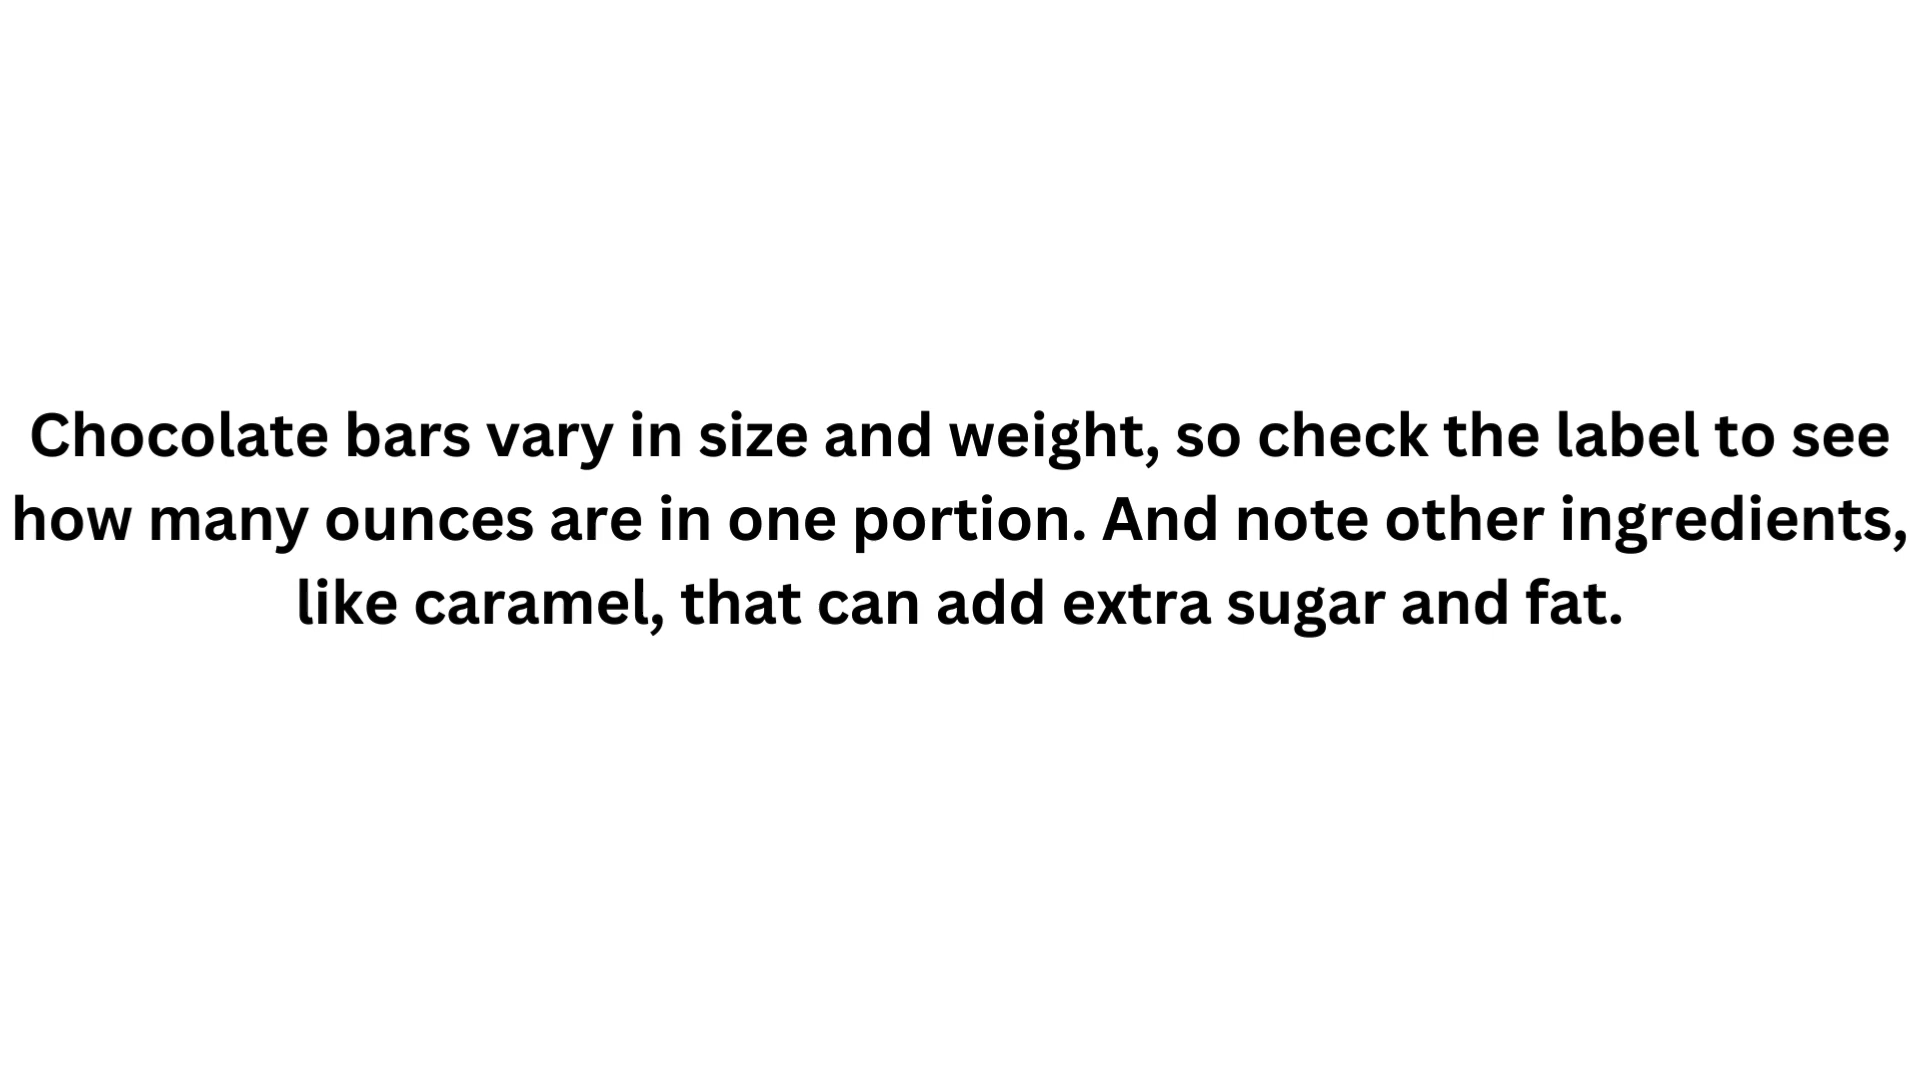 Chocolate bars vary in size and weight, so check the label to see
how many ounces are in one portion. And note other ingredients,
like caramel, that can add extra sugar and fat.